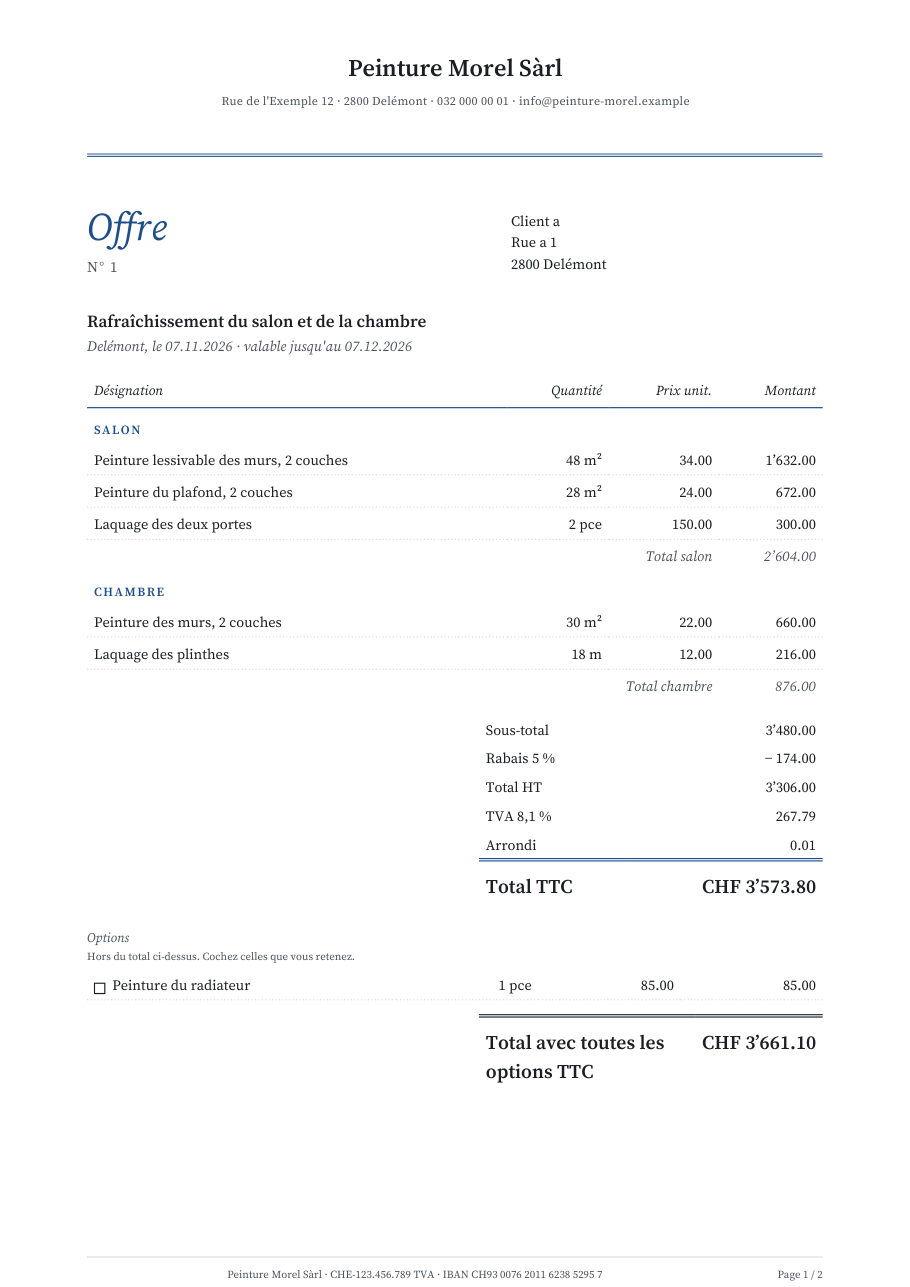 Peinture Morel Sàrl
Rue de l'Exemple 12 · 2800 Delémont · 032 000 00 01 · info@peinture-morel.example
Offre
N° 1
Client a
Rue a 1
2800 Delémont
Rafraîchissement du salon et de la chambre
Delémont, le 07.11.2026 · valable jusqu'au 07.12.2026
Désignation Quantité Prix unit. Montant
SALON
Peinture lessivable des murs, 2 couches 48 m² 34.00 1’632.00
Peinture du plafond, 2 couches 28 m² 24.00 672.00
Laquage des deux portes 2 pce 150.00 300.00
Total salon 2’604.00
CHAMBRE
Peinture des murs, 2 couches 30 m² 22.00 660.00
Laquage des plinthes 18 m 12.00 216.00
Total chambre 876.00
Sous-total 3’480.00
Rabais 5 % − 174.00
Total HT 3’306.00
TVA 8,1 % 267.79
Arrondi 0.01
Total TTC CHF 3’573.80
Options
Hors du total ci-dessus. Cochez celles que vous retenez.
☐ Peinture du radiateur 1 pce 85.00 85.00
Total avec toutes les CHF 3’661.10
options TTC
Peinture Morel Sàrl · CHE-123.456.789 TVA · IBAN CH93 0076 2011 6238 5295 7 Page 1 / 2